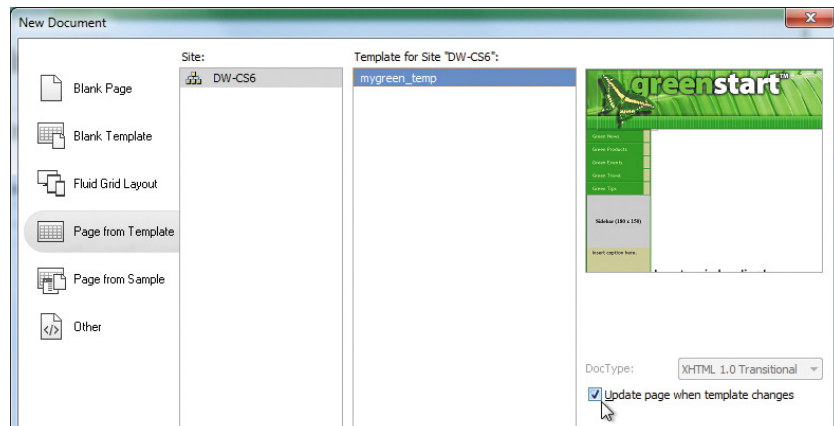 New Document
Site:
Template for Site "DW-CS6":
Blank Page
Blank Template
Fluid Grid Layout
Page from Template
Page from Sample
Other
DW-CS6
mygreen_temp
greenstart™
Green News
Green Products
Green Events
Green Travel
Green Tips
Sidebar (180 x 150)
Insert caption here.
DocType:
XHTML 1.0 Transitional
Update page when template changes